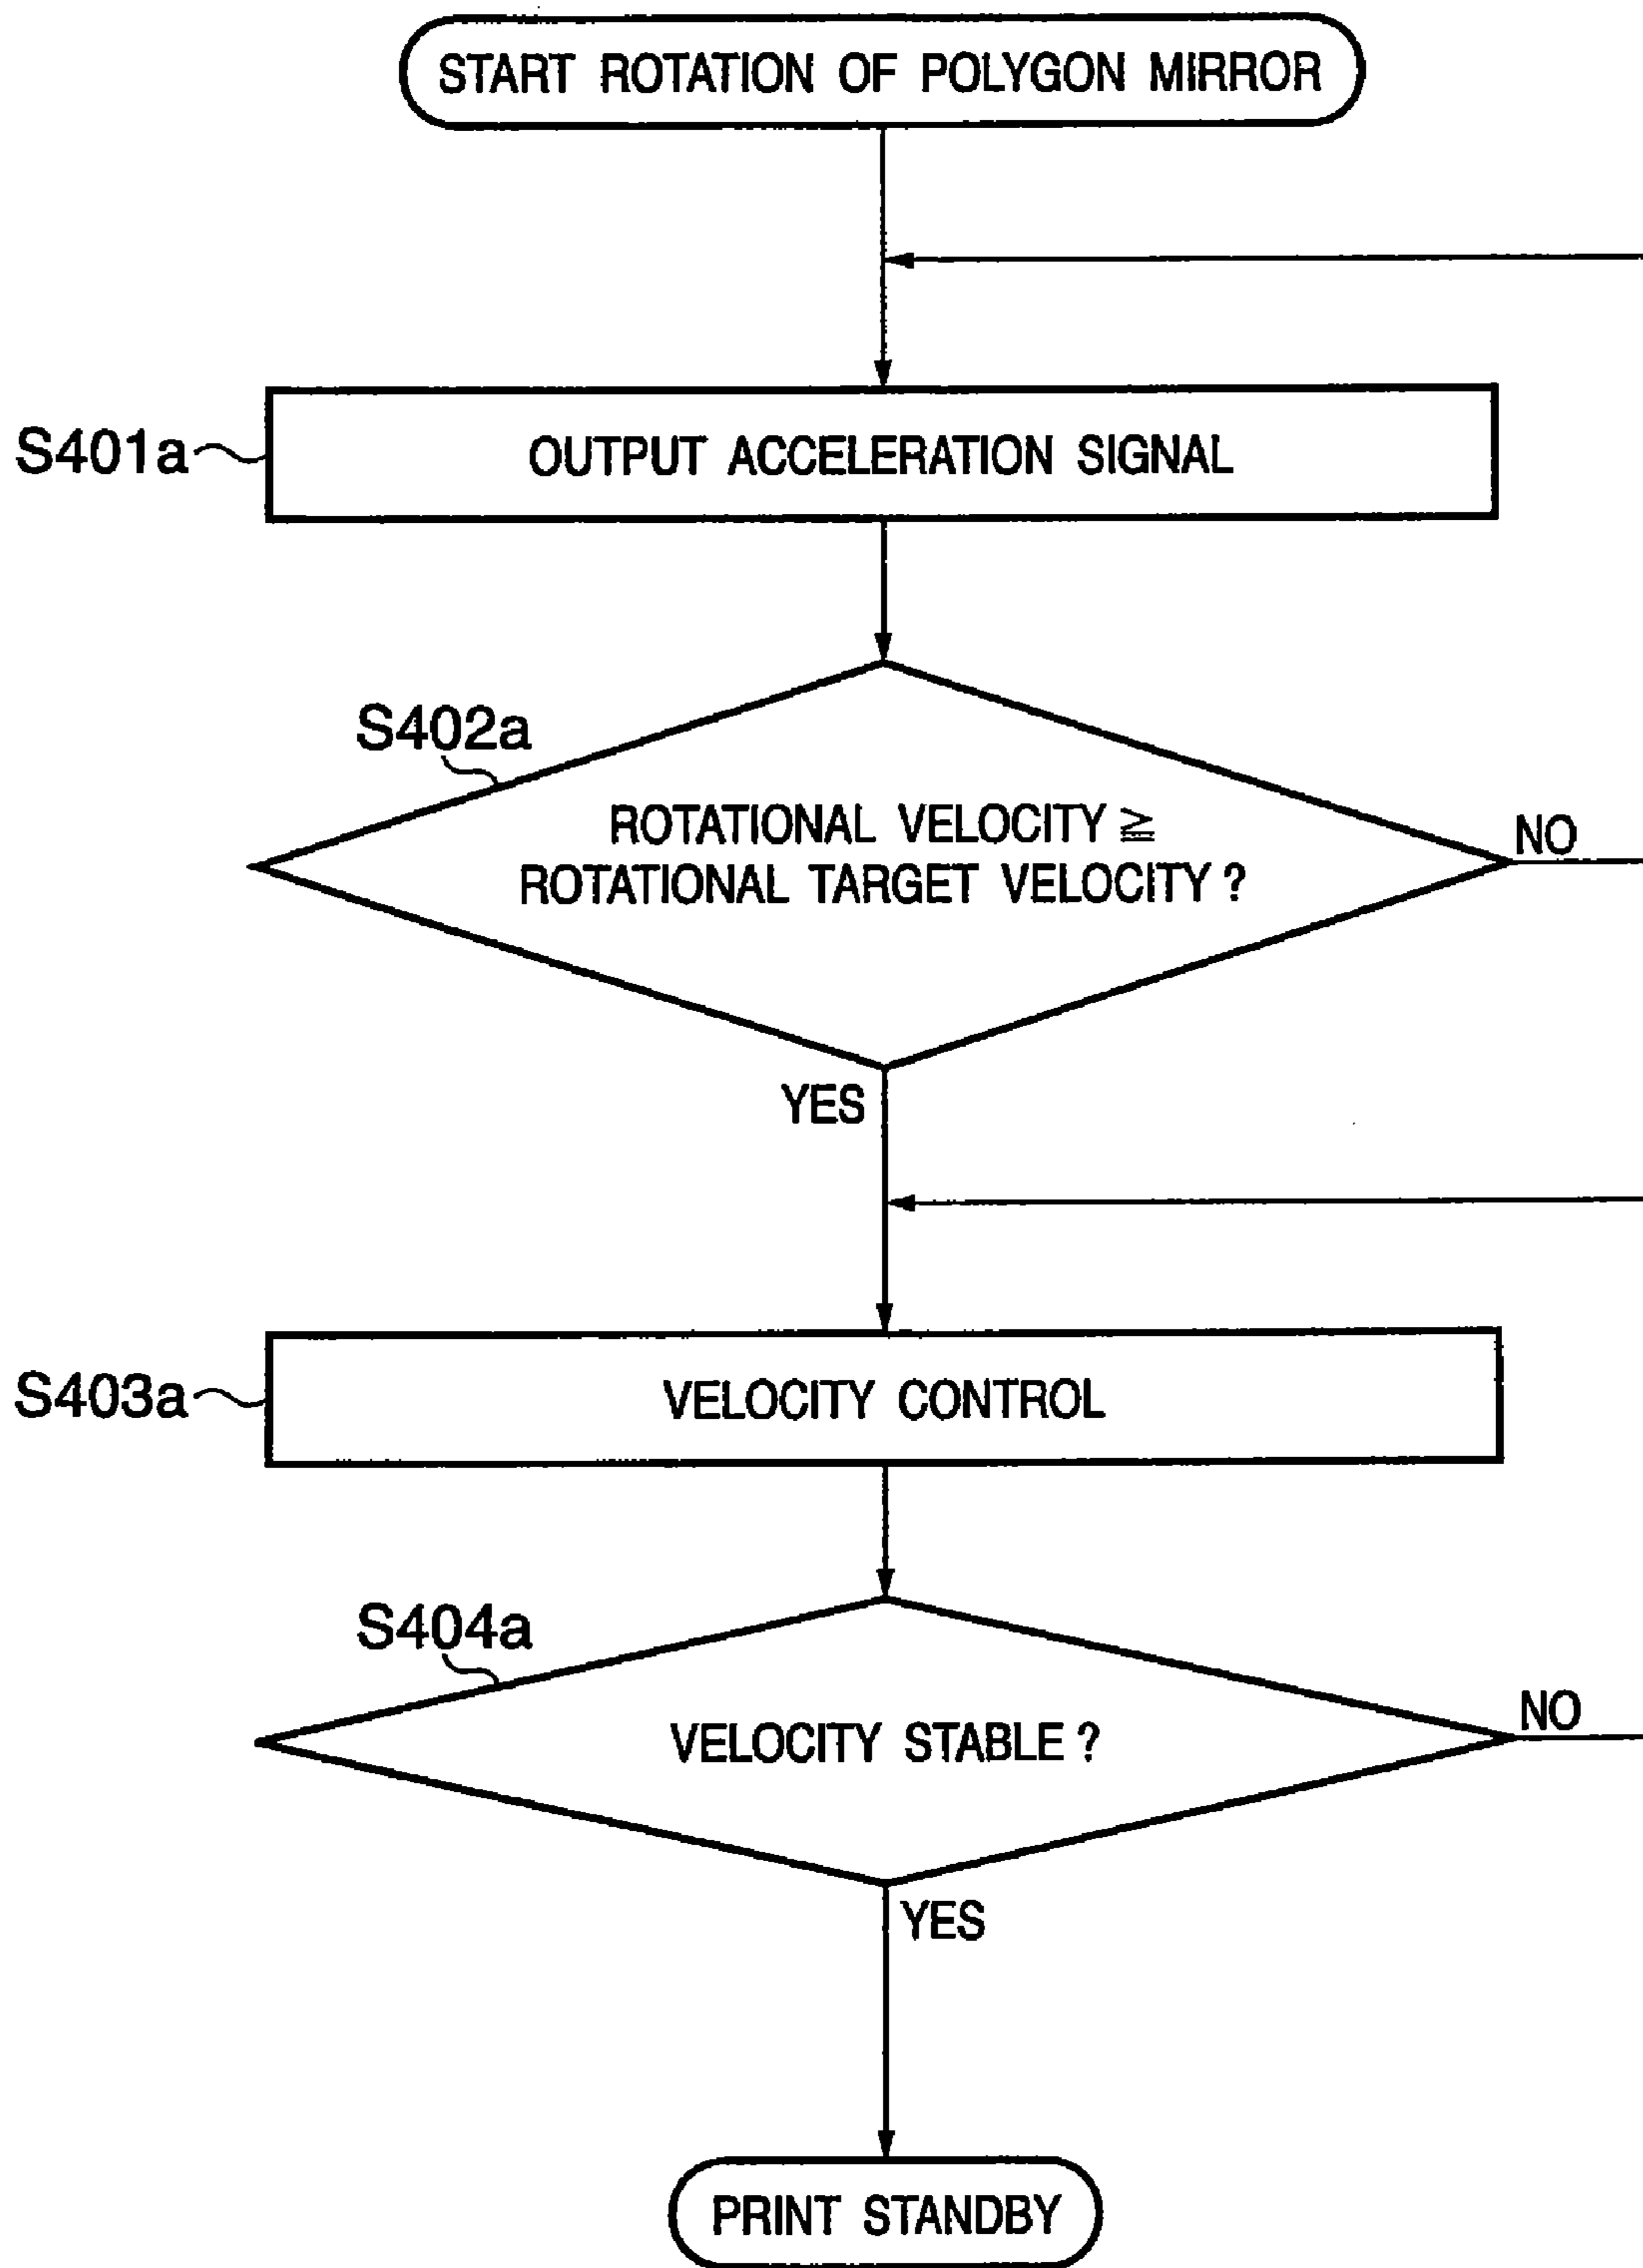 START ROTATION OF POLYGON MIRROR
S401a
OUTPUT ACCELERATION SIGNAL
S402a
ROTATIONAL VELOCITY ≧
ROTATIONAL TARGET VELOCITY ?
NO
YES
S403a
VELOCITY CONTROL
S404a
VELOCITY STABLE ?
NO
YES
PRINT STANDBY